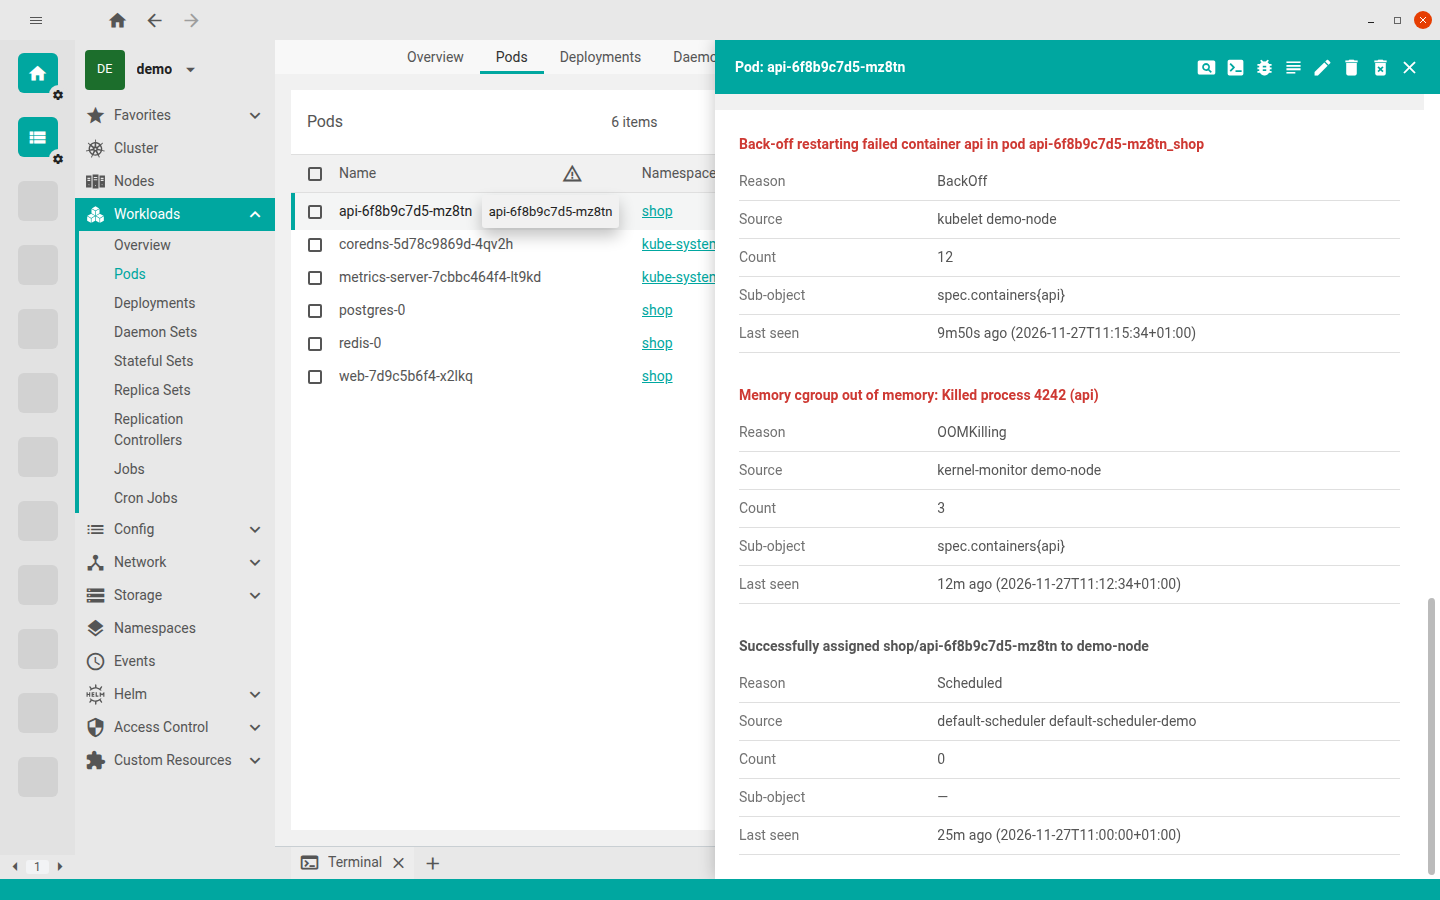 DE
demo
Favorites
Cluster
Nodes
Workloads
Overview
Pods
Deployments
Daemon Sets
Stateful Sets
Replica Sets
Replication
Controllers
Jobs
Cron Jobs
Config
Network
Storage
Namespaces
Events
HELM
Helm
Access Control
Custom Resources
1
Overview
Pods
Deployments
Daemo
Pods
6 items
Name
Namespace
api-6f8b9c7d5-mz8tn
api-6f8b9c7d5-mz8tn
shop
coredns-5d78c9869d-4qv2h
kube-system
metrics-server-7cbbc464f4-lt9kd
kube-system
postgres-0
shop
redis-0
shop
web-7d9c5b6f4-x2lkq
shop
Terminal
Pod: api-6f8b9c7d5-mz8tn
Back-off restarting failed container api in pod api-6f8b9c7d5-mz8tn_shop
Reason
BackOff
Source
kubelet demo-node
Count
12
Sub-object
spec.containers{api}
Last seen
9m50s ago (2026-11-27T11:15:34+01:00)
Memory cgroup out of memory: Killed process 4242 (api)
Reason
OOMKilling
Source
kernel-monitor demo-node
Count
3
Sub-object
spec.containers{api}
Last seen
12m ago (2026-11-27T11:12:34+01:00)
Successfully assigned shop/api-6f8b9c7d5-mz8tn to demo-node
Reason
Scheduled
Source
default-scheduler default-scheduler-demo
Count
0
Sub-object
—
Last seen
25m ago (2026-11-27T11:00:00+01:00)